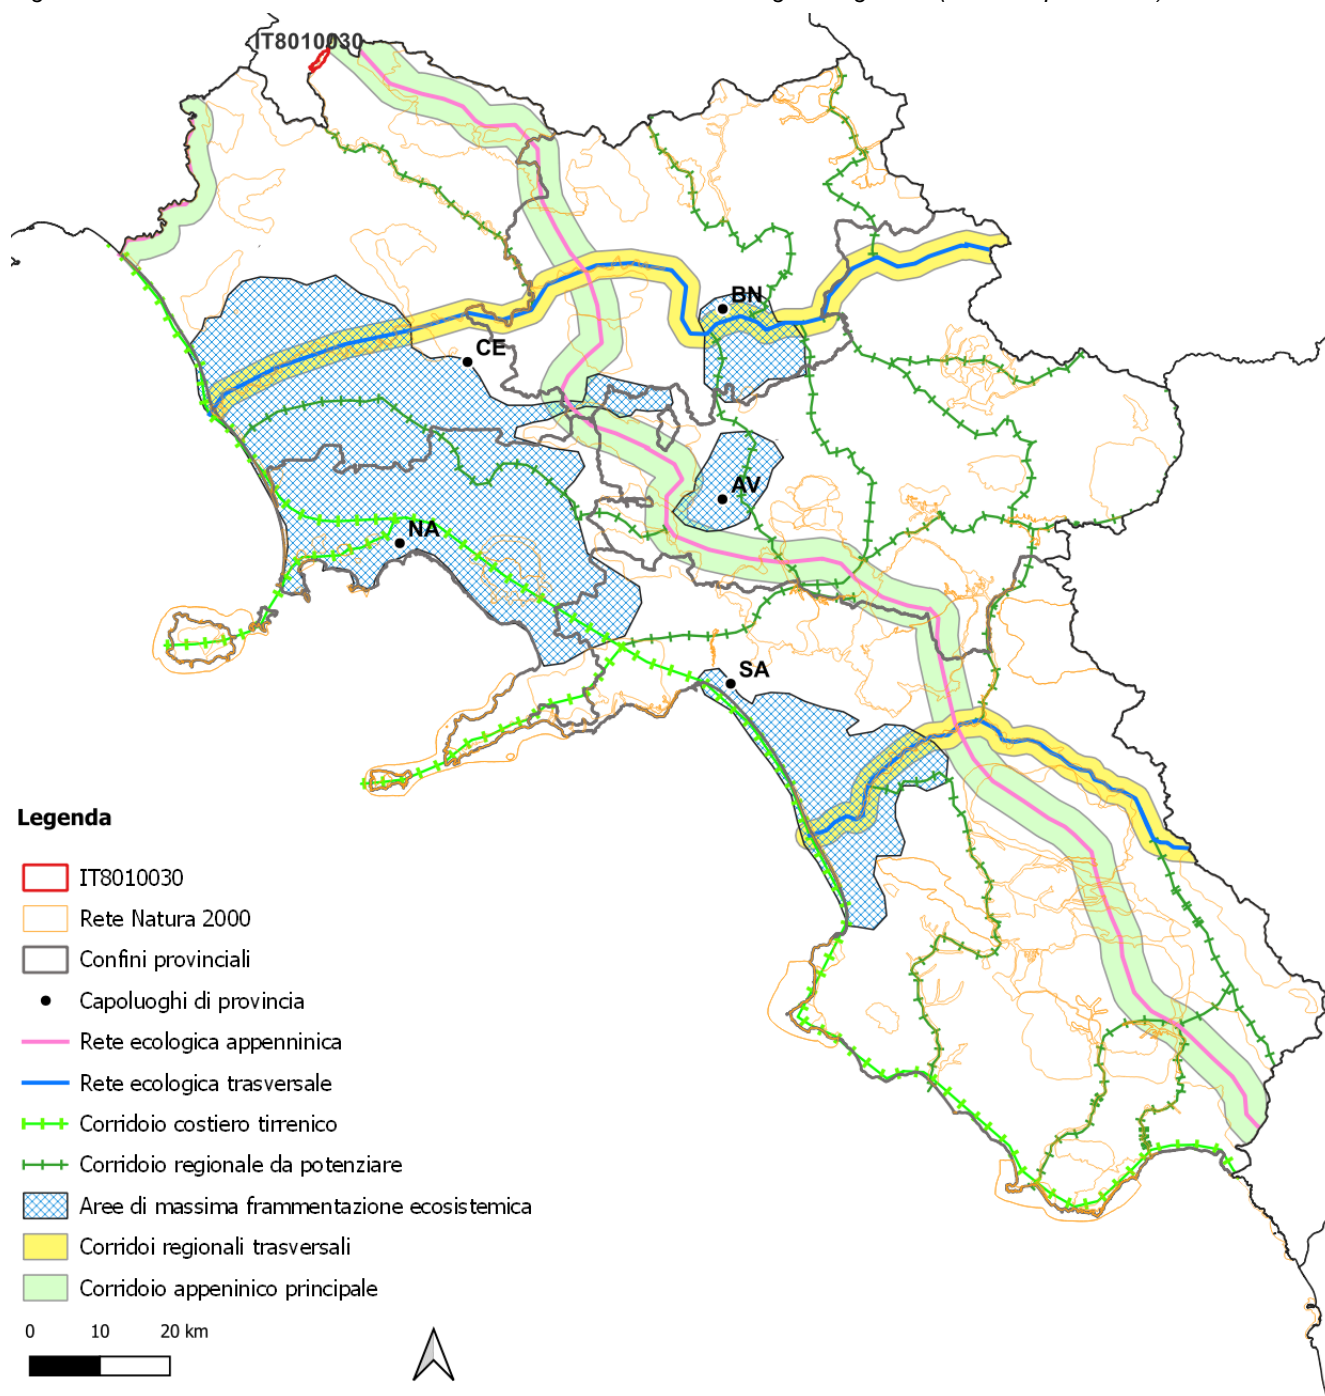 IT8010030
BN
CE
AV
NA
SA
Legenda
IT8010030
Rete Natura 2000
Confini provinciali
Capoluoghi di provincia
Rete ecologica appenninica
Rete ecologica trasversale
Corridoio costiero tirrenico
Corridoio regionale da potenziare
Aree di massima frammentazione ecosistemica
Corridoi regionali trasversali
Corridoio appeninico principale
0 10 20 km